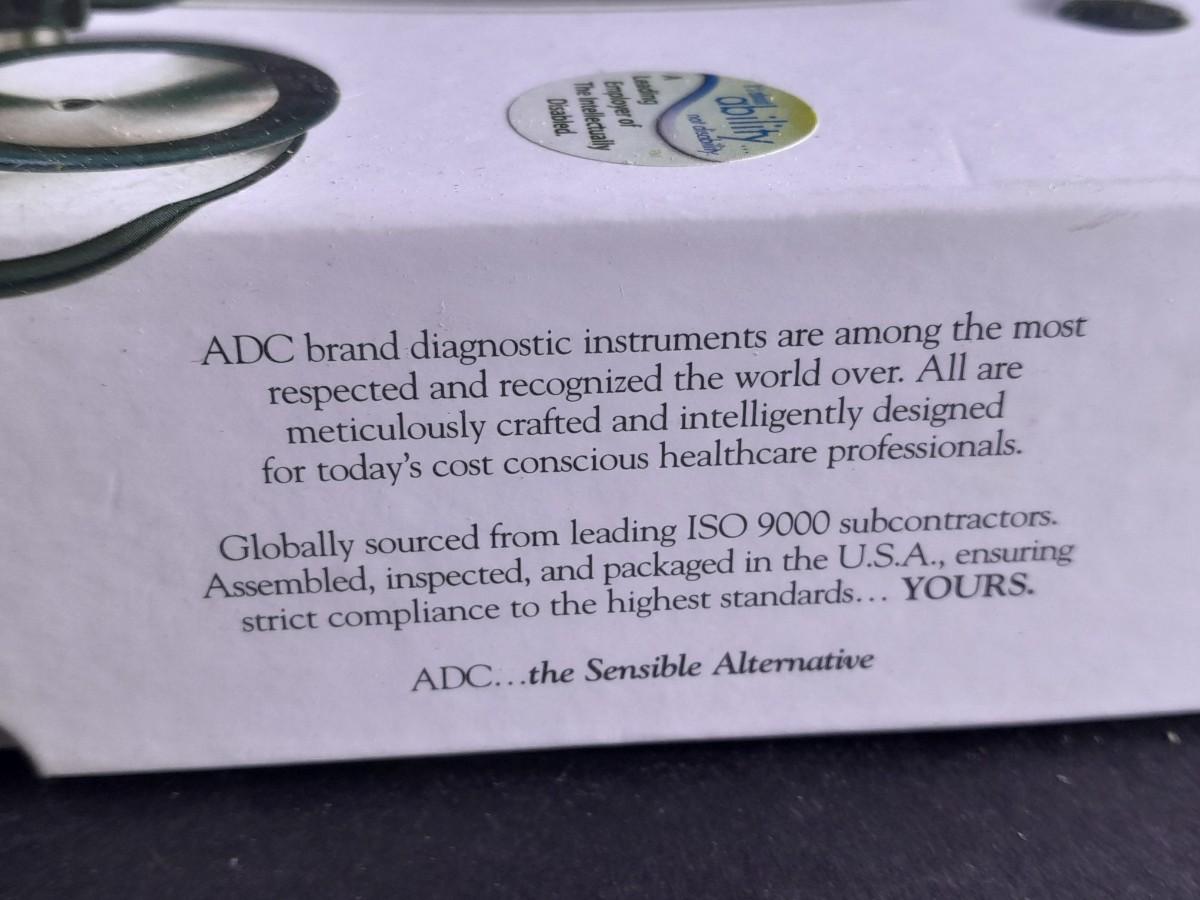 It's about
ability...
not disability.
A
Leading
Employer of
The Intellectually
Disabled.
ADC brand diagnostic instruments are among the most
respected and recognized the world over. All are
meticulously crafted and intelligently designed
for today's cost conscious healthcare professionals.
Globally sourced from leading ISO 9000 subcontractors.
Assembled, inspected, and packaged in the U.S.A., ensuring
strict compliance to the highest standards... YOURS.
ADC...the Sensible Alternative